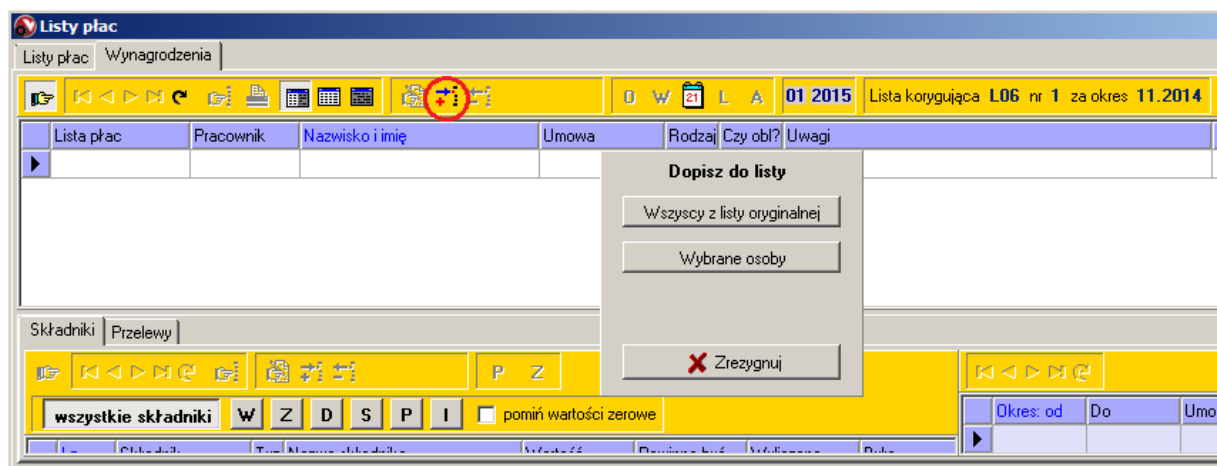 Listy płac
Listy płac Wynagrodzenia
O W 21 L A 01 2015 Lista korygująca L06 nr 1 za okres 11.2014
Lista płac Pracownik Nazwisko i imię Umowa Rodzaj Czy obl? Uwagi
Dopisz do listy
Wszyscy z listy oryginalnej
Wybrane osoby
Zrezygnuj
Składniki Przelewy
P Z
wszystkie składniki W Z D S P I pomiń wartości zerowe
Okres: od Do Umo